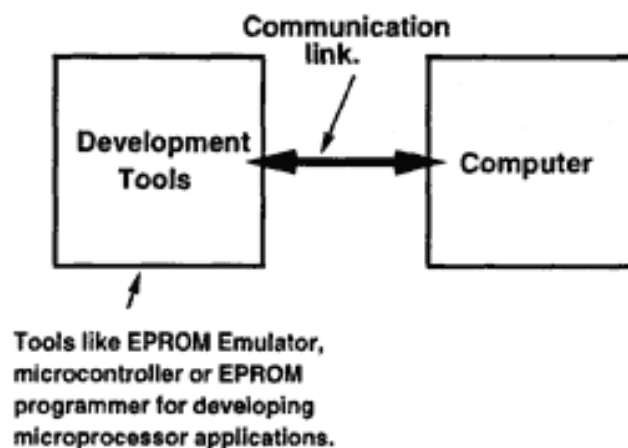 Communication
link.
Development
Tools
Computer
Tools like EPROM Emulator,
microcontroller or EPROM
programmer for developing
microprocessor applications.